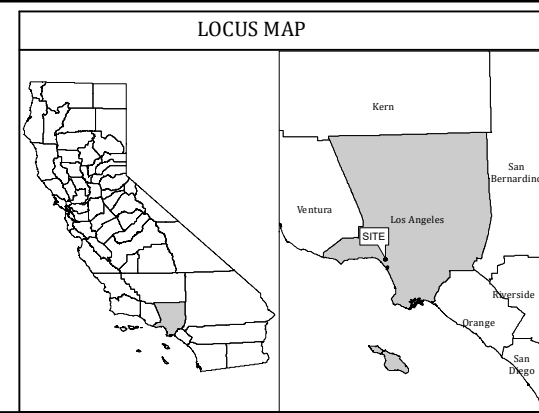 LOCUS MAP
Kern
San
Bernardino
Ventura
Los Angeles
SITE
Riverside
Orange
San
Diego